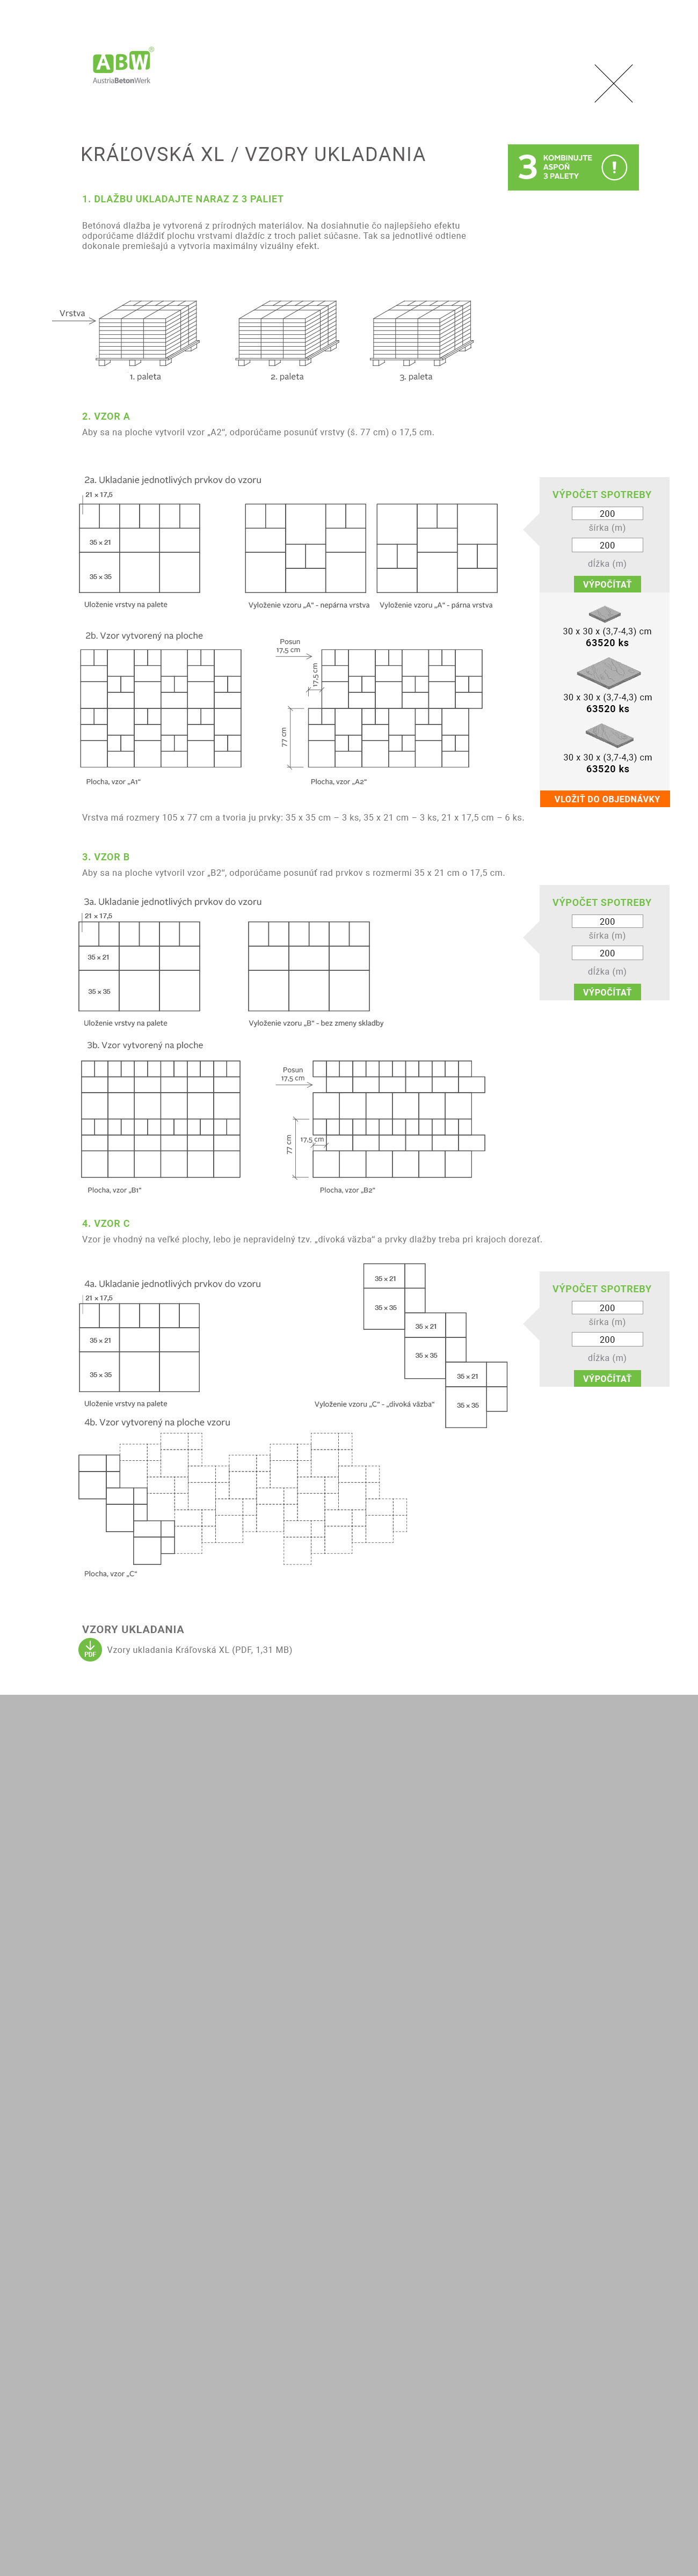 ABW®
AustriaBetonWerk
KRÁĽOVSKÁ XL / VZORY UKLADANIA
3
KOMBINUJTE
ASPOŇ
3 PALETY
!
1. DLAŽBU UKLADAJTE NARAZ Z 3 PALIET
Betónová dlažba je vytvorená z prírodných materiálov. Na dosiahnutie čo najlepšieho efektu
odporúčame dláždiť plochu vrstvami dlaždíc z troch paliet súčasne. Tak sa jednotlivé odtiene
dokonale premiešajú a vytvoria maximálny vizuálny efekt.
Vrstva
1. paleta
2. paleta
3. paleta
2. VZOR A
Aby sa na ploche vytvoril vzor „A2“, odporúčame posunúť vrstvy (š. 77 cm) o 17,5 cm.
2a. Ukladanie jednotlivých prvkov do vzoru
21 x 17,5
35 x 21
35 x 35
Uloženie vrstvy na palete
Vyloženie vzoru „A“ - nepárna vrstva
Vyloženie vzoru „A“ - párna vrstva
VÝPOČET SPOTREBY
200
šírka (m)
200
dĺžka (m)
VÝPOČÍTAŤ
30 x 30 x (3,7-4,3) cm
63520 ks
30 x 30 x (3,7-4,3) cm
63520 ks
30 x 30 x (3,7-4,3) cm
63520 ks
VLOŽIŤ DO OBJEDNÁVKY
2b. Vzor vytvorený na ploche
Posun
17,5 cm
17,5 cm
77 cm
Plocha, vzor „A1“
Plocha, vzor „A2“
Vrstva má rozmery 105 x 77 cm a tvoria ju prvky: 35 x 35 cm – 3 ks, 35 x 21 cm – 3 ks, 21 x 17,5 cm – 6 ks.
3. VZOR B
Aby sa na ploche vytvoril vzor „B2“, odporúčame posunúť rad prvkov s rozmermi 35 x 21 cm o 17,5 cm.
3a. Ukladanie jednotlivých prvkov do vzoru
21 x 17,5
35 x 21
35 x 35
Uloženie vrstvy na palete
Vyloženie vzoru „B“ - bez zmeny skladby
VÝPOČET SPOTREBY
200
šírka (m)
200
dĺžka (m)
VÝPOČÍTAŤ
3b. Vzor vytvorený na ploche
Posun
17,5 cm
77 cm
17,5 cm
Plocha, vzor „B1“
Plocha, vzor „B2“
4. VZOR C
Vzor je vhodný na veľké plochy, lebo je nepravidelný tzv. „divoká väzba“ a prvky dlažby treba pri krajoch dorezať.
4a. Ukladanie jednotlivých prvkov do vzoru
21 x 17,5
35 x 21
35 x 35
Uloženie vrstvy na palete
35 x 21
35 x 35
35 x 21
35 x 35
35 x 21
35 x 35
Vyloženie vzoru „C“ - „divoká väzba“
VÝPOČET SPOTREBY
200
šírka (m)
200
dĺžka (m)
VÝPOČÍTAŤ
4b. Vzor vytvorený na ploche vzoru
Plocha, vzor „C“
VZORY UKLADANIA
PDF
Vzory ukladania Kráľovská XL (PDF, 1,31 MB)